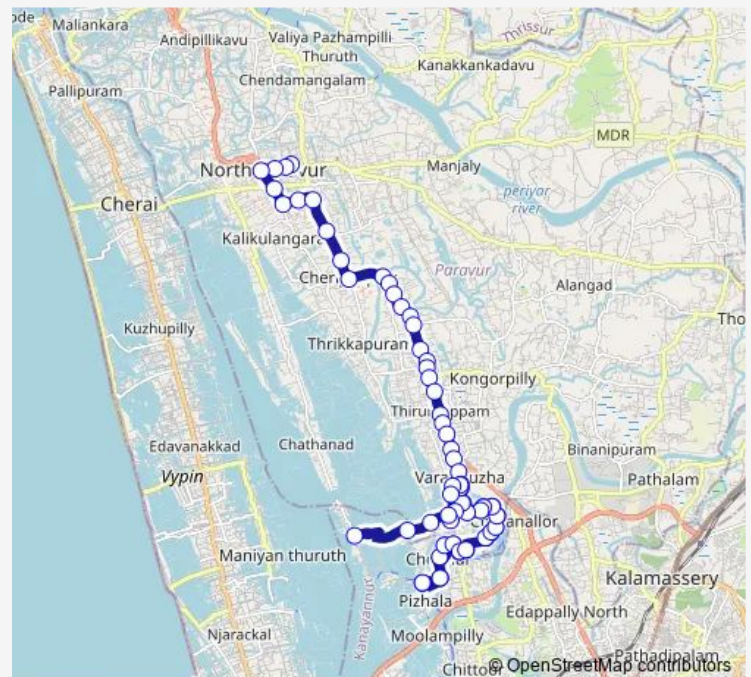 Maliankara
Andipillikavu
Valiya Pazhampilli
Thuruth
Thrissur
Kanakkankadavu
Chendamangalam
Pallipuram
MDR
Manjaly
periyar
river
Cherai
Kalikulangara
Paravur
Alangad
Kuzhupilly
Thrikkapuram
Kongorpilly
Edavanakkad
Chathanad
Binanipuram
Vypin
Pathalam
Maniyan thuruth
Kalamassery
Pizhala
Edappally North
Njarackal
Kanayannur
Moolampilly
Pathadipalam
Chittoor
© OpenStreetMap contributors